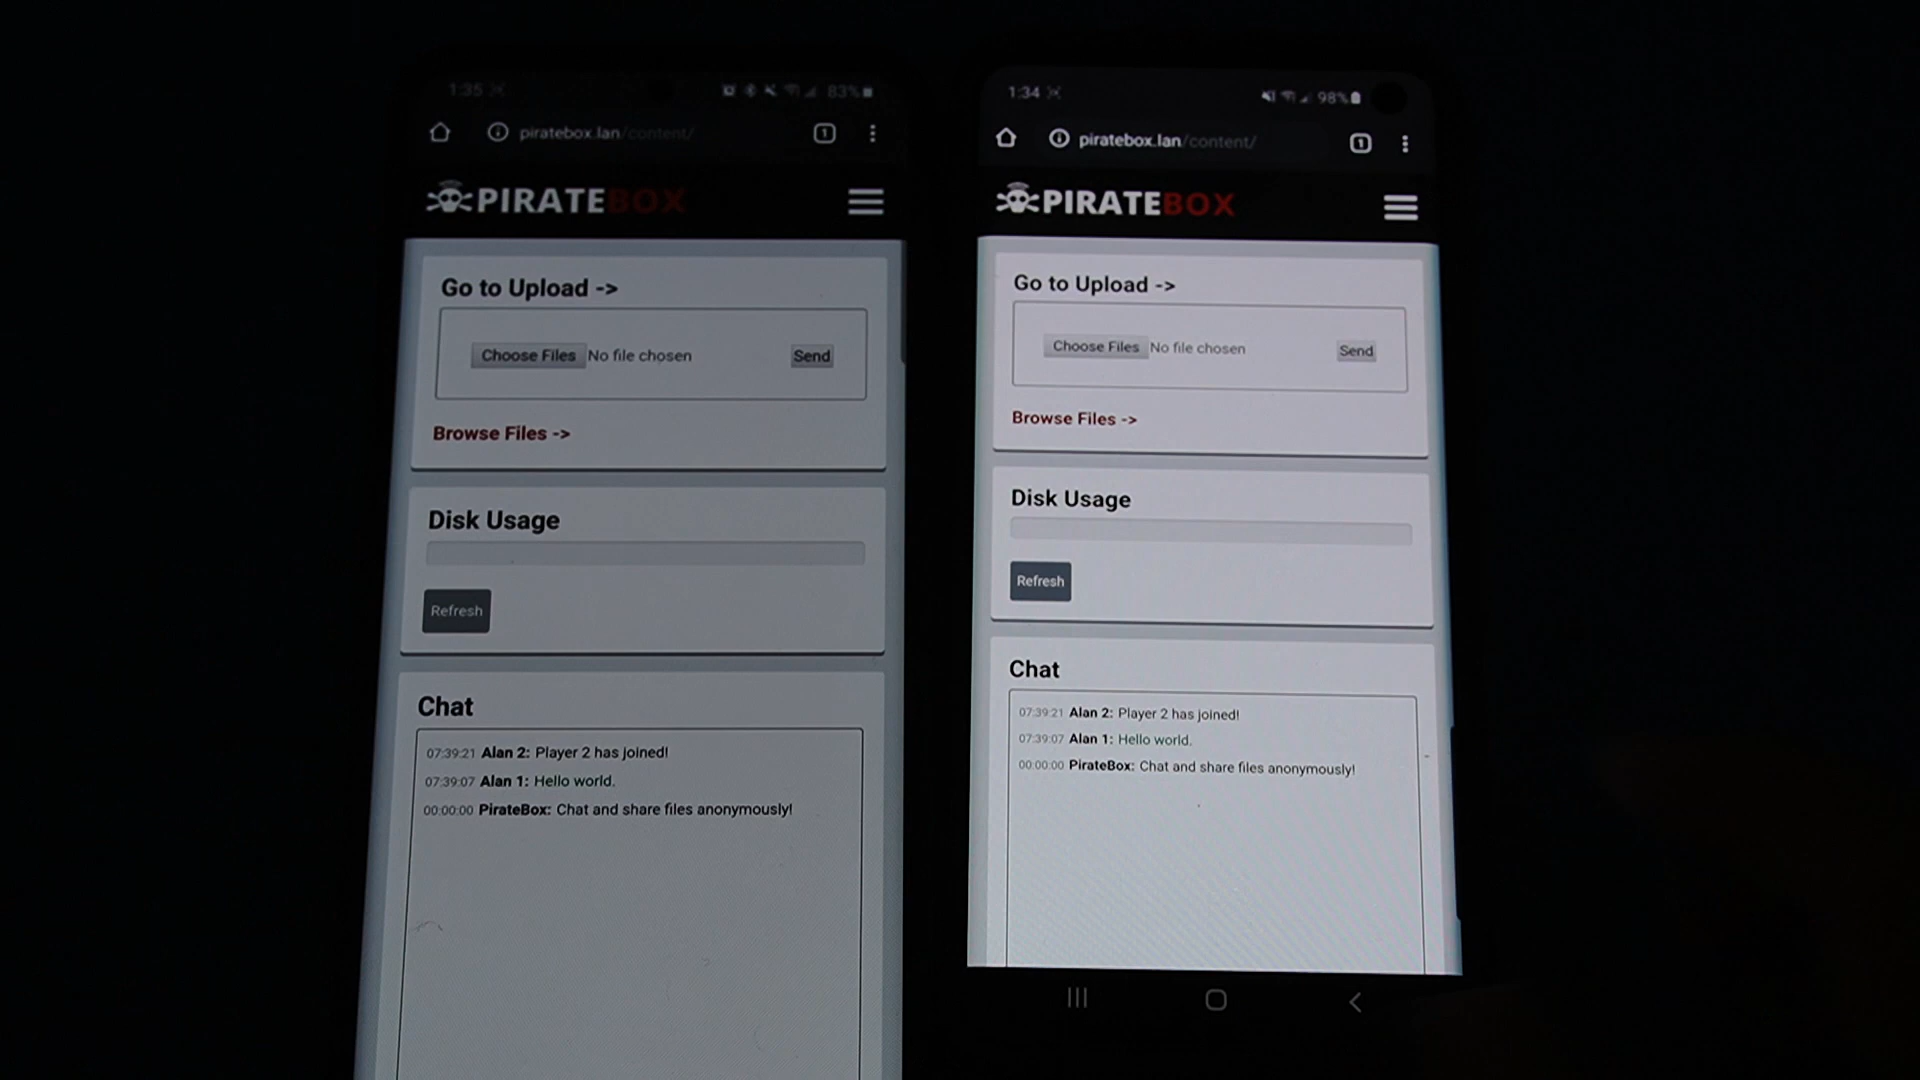 1:35
83%
piratebox.lan/content/
1
PIRATEBOX
Go to Upload ->
Choose Files No file chosen
Send
Browse Files ->
Disk Usage
Refresh
Chat
07:39:21 Alan 2: Player 2 has joined!
07:39:07 Alan 1: Hello world.
00:00:00 PirateBox: Chat and share files anonymously!
1:34
98%
piratebox.lan/content/
1
PIRATEBOX
Go to Upload ->
Choose Files No file chosen
Send
Browse Files ->
Disk Usage
Refresh
Chat
07:39:21 Alan 2: Player 2 has joined!
07:39:07 Alan 1: Hello world.
00:00:00 PirateBox: Chat and share files anonymously!